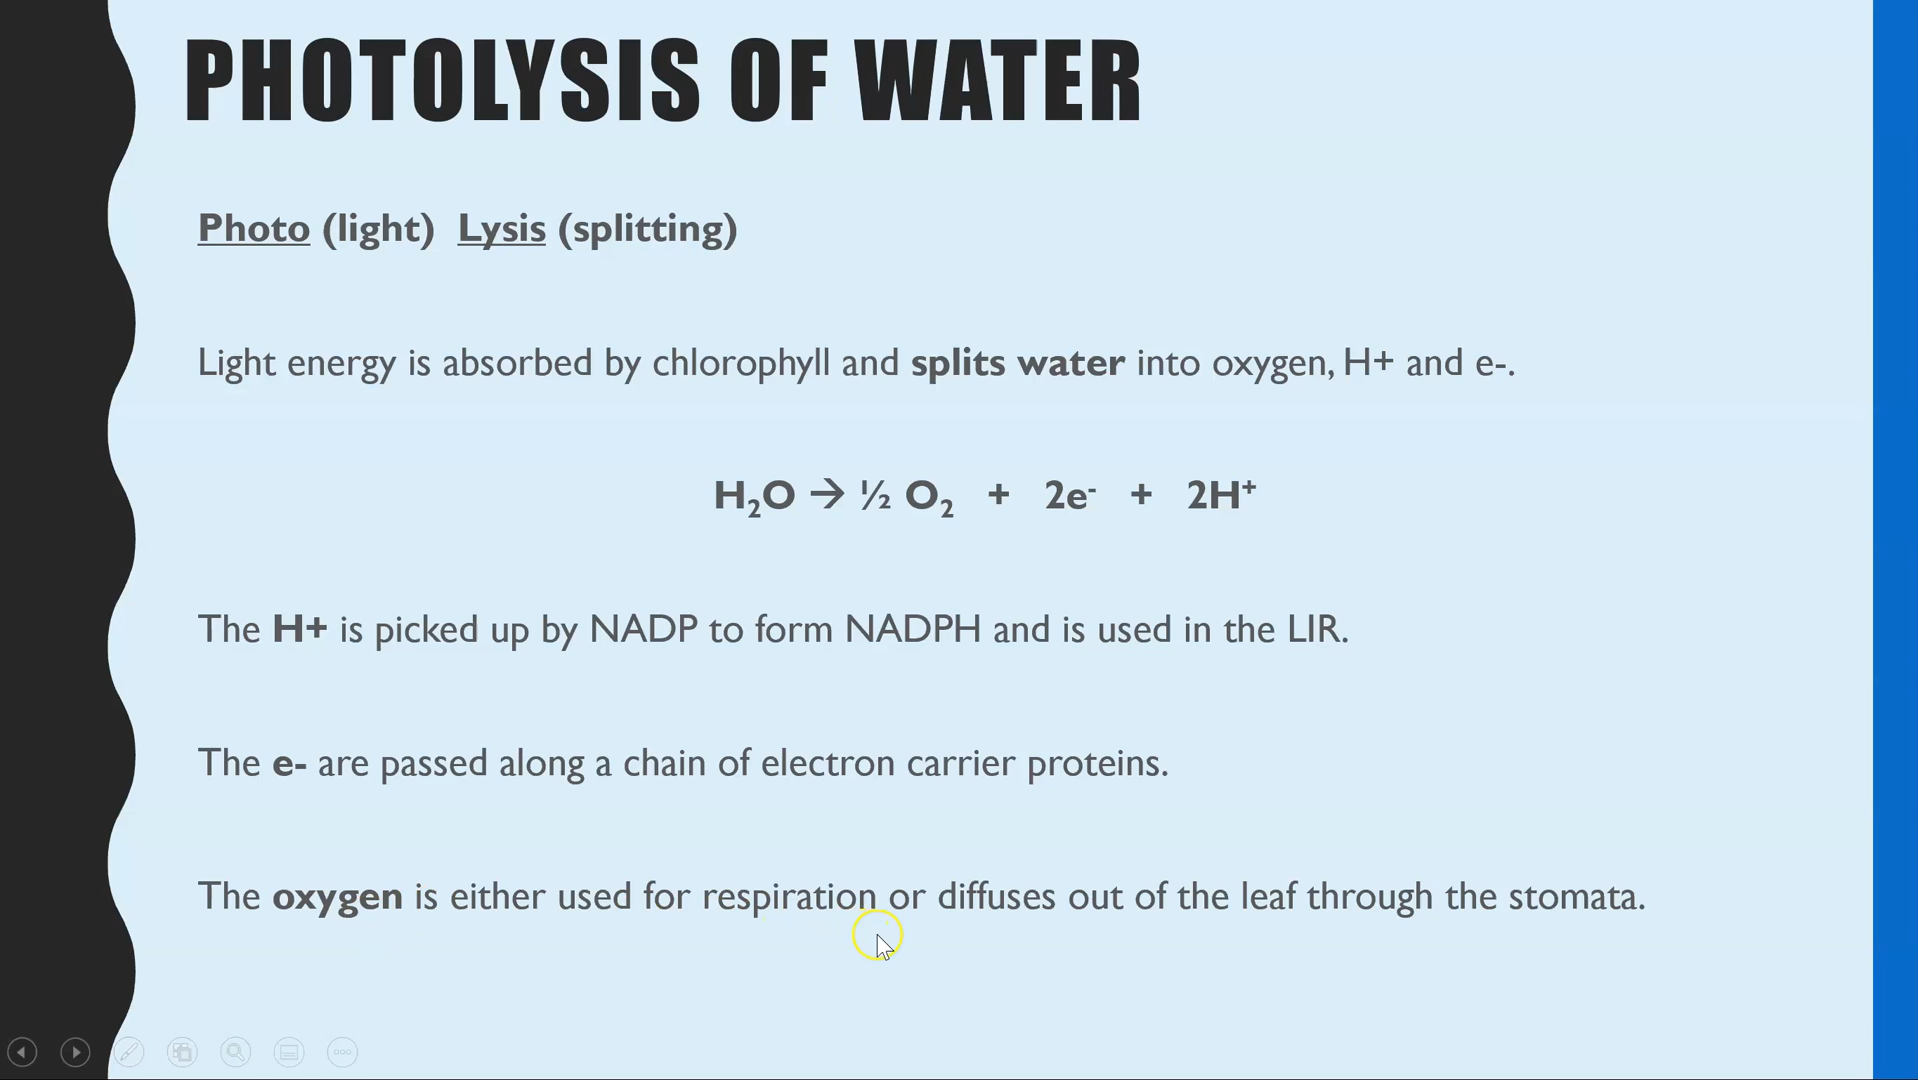 PHOTOLYSIS OF WATER
Photo (light)  Lysis (splitting)
Light energy is absorbed by chlorophyll and splits water into oxygen, H+ and e-.
H₂O → ½ O₂ + 2e⁻ + 2H⁺
The H+ is picked up by NADP to form NADPH and is used in the LIR.
The e- are passed along a chain of electron carrier proteins.
The oxygen is either used for respiration or diffuses out of the leaf through the stomata.